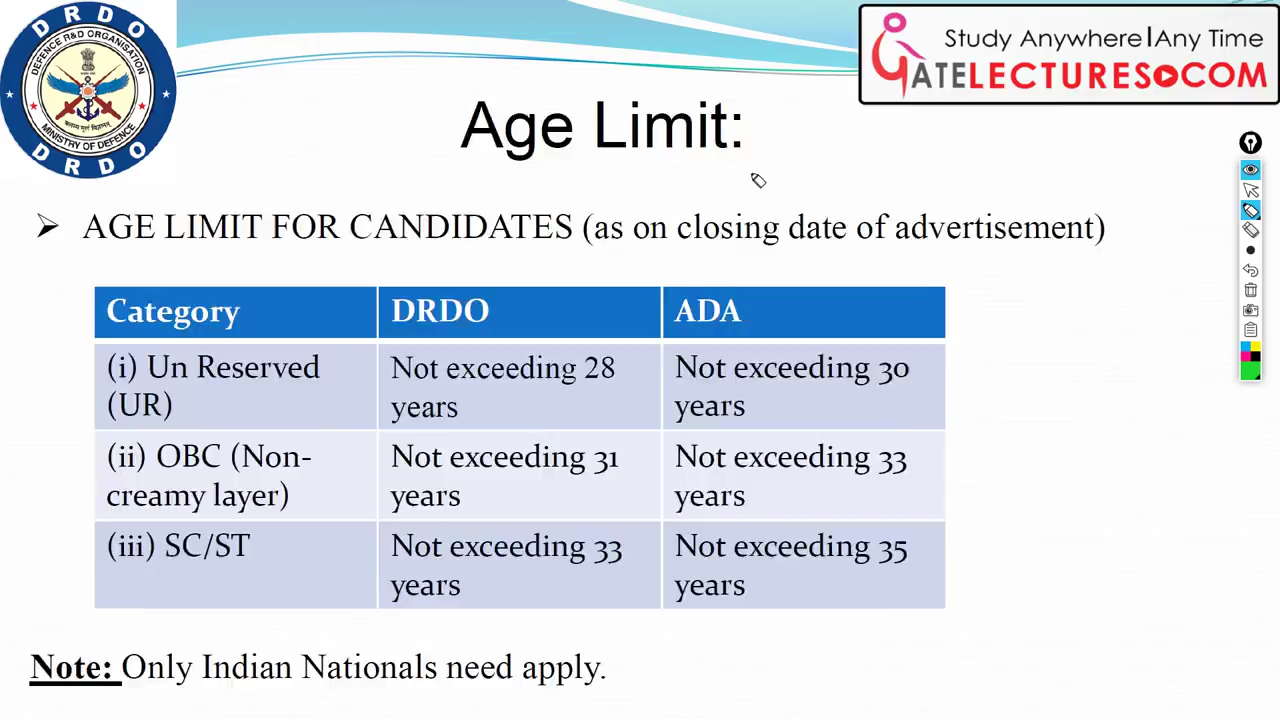 DRDO
DEFENCE R&D ORGANISATION
MINISTRY OF DEFENCE
DRDO
Study Anywhere|Any Time
GATELECTURES.COM
Age Limit:
➢ AGE LIMIT FOR CANDIDATES (as on closing date of advertisement)
Category DRDO ADA
(i) Un Reserved Not exceeding 28 Not exceeding 30
(UR) years years
(ii) OBC (Non- Not exceeding 31 Not exceeding 33
creamy layer) years years
(iii) SC/ST Not exceeding 33 Not exceeding 35
years years
Note: Only Indian Nationals need apply.